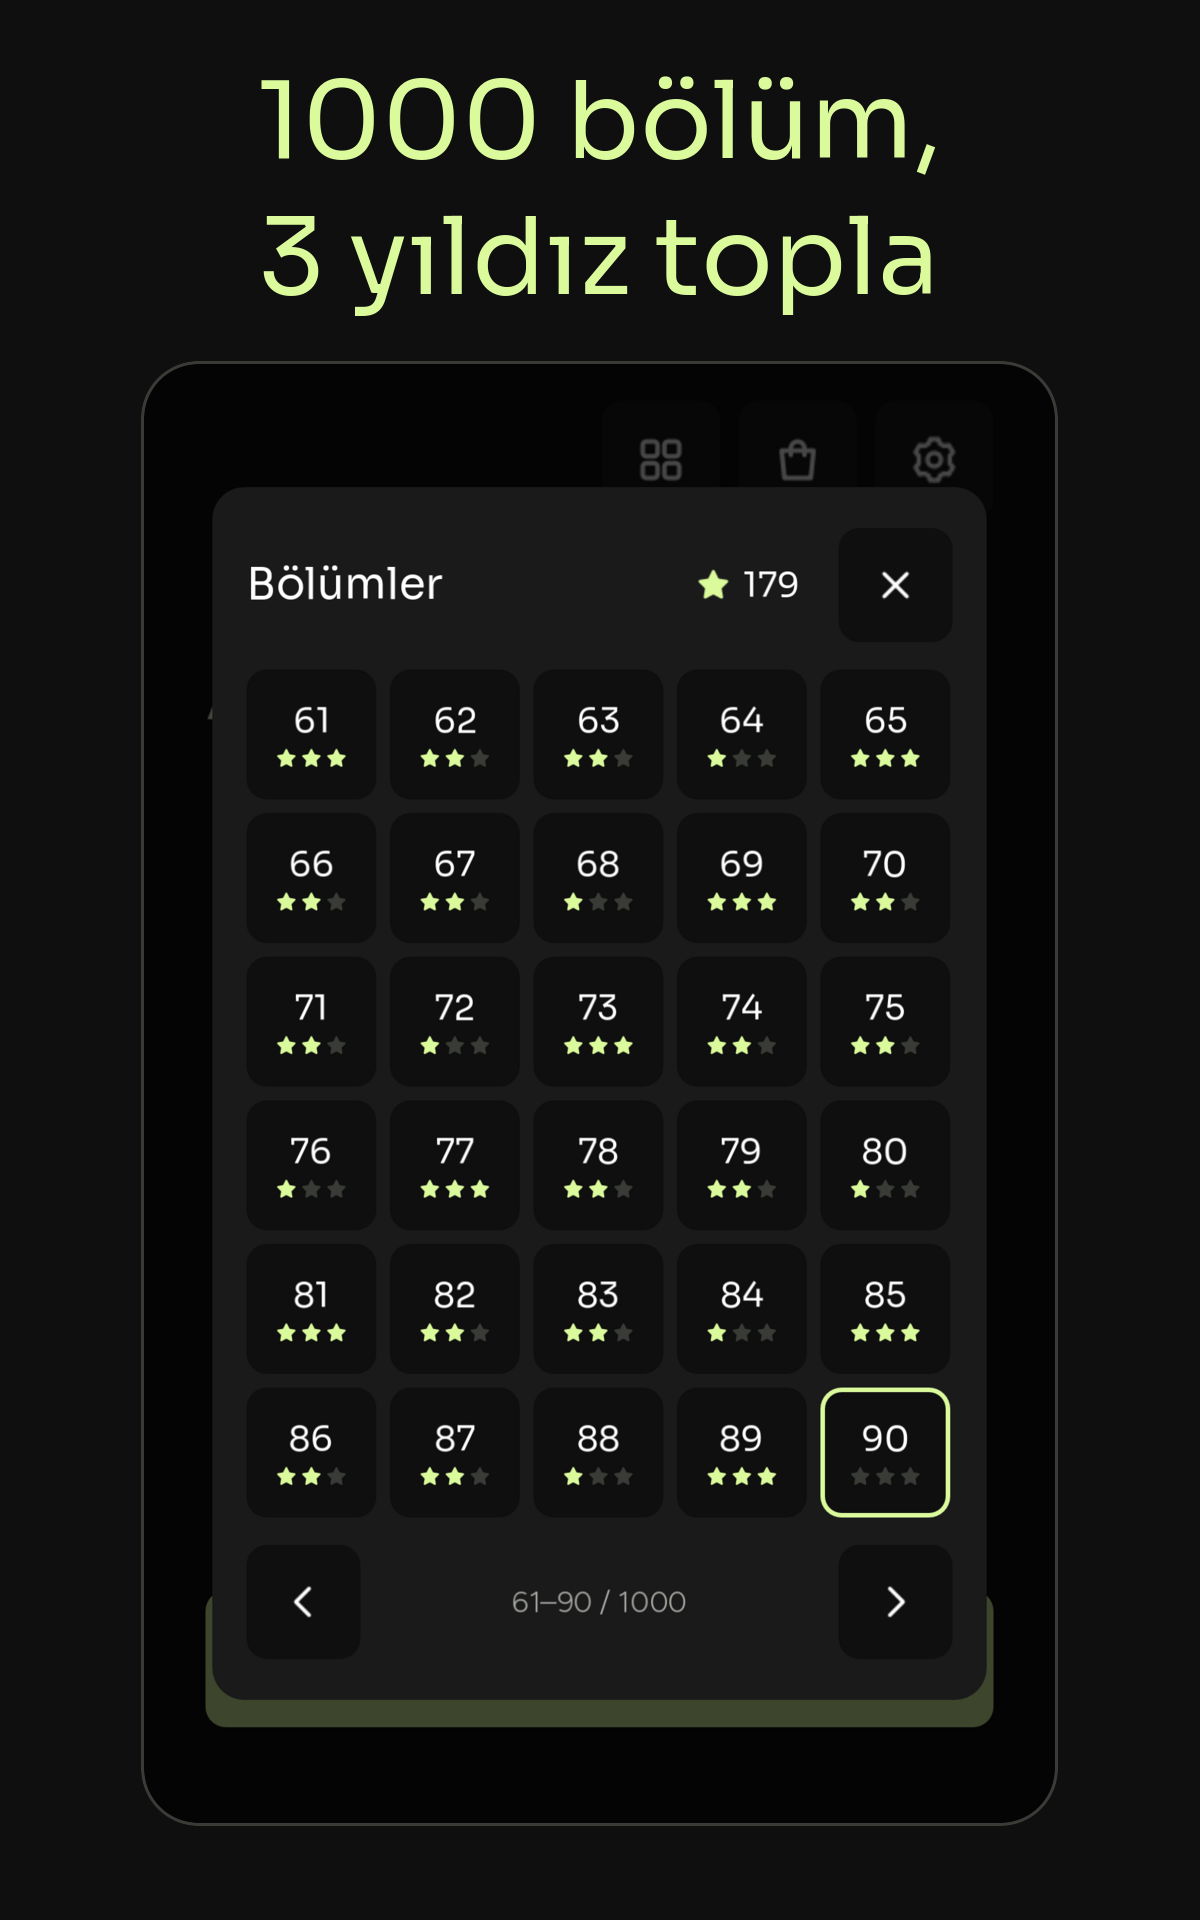 1000 bölüm,
3 yıldız topla
Bölümler 179
61 62 63 64 65
66 67 68 69 70
71 72 73 74 75
76 77 78 79 80
81 82 83 84 85
86 87 88 89 90
61–90 / 1000